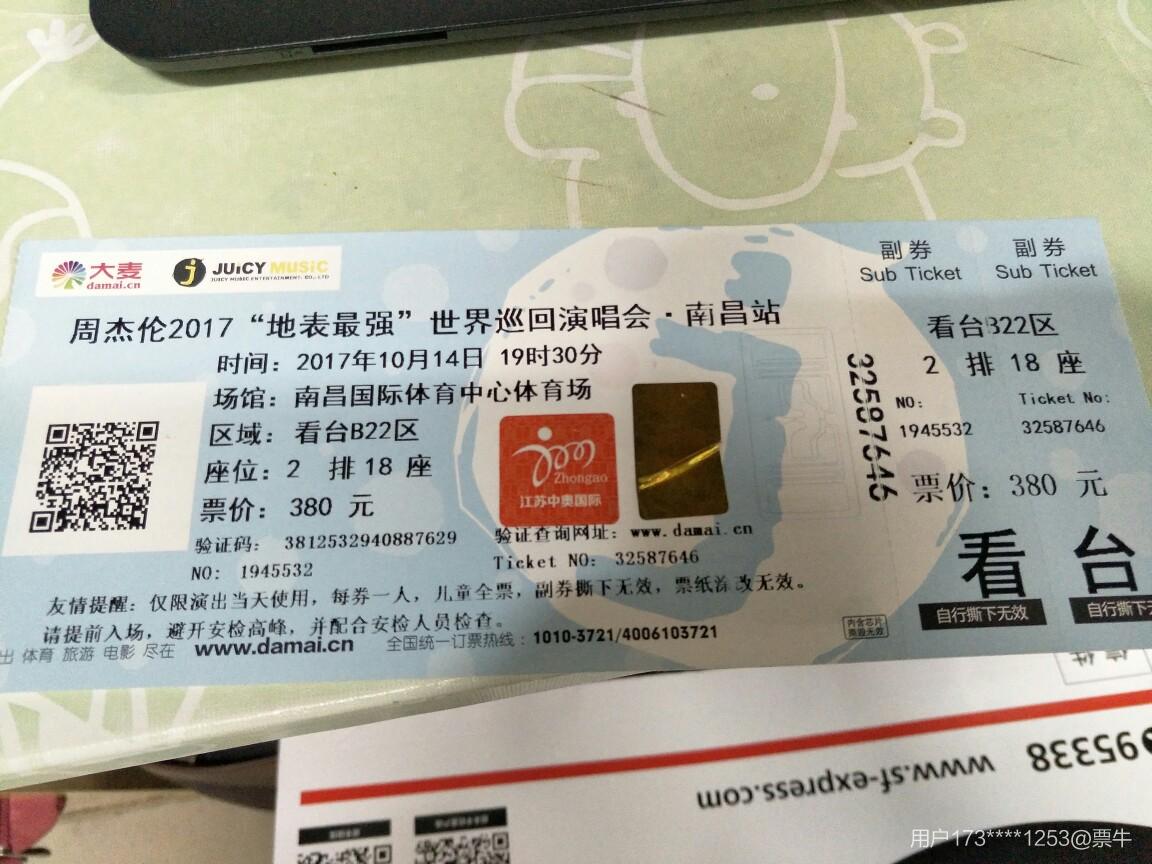 大麦
damai.cn
JUICY MUSIC
JUICY MUSIC ENTERTAINMENT. CO., LTD
周杰伦2017“地表最强”世界巡回演唱会·南昌站
时间：2017年10月14日 19时30分
场馆：南昌国际体育中心体育场
区域：看台B22区
座位：2 排 18 座
票价：380 元
验证码：3812532940887629
NO: 1945532
Zhongao
江苏中奥国际
验证查询网址：www.damai.cn
Ticket NO: 32587646
友情提醒：仅限演出当天使用，每券一人，儿童全票，副券撕下无效，票纸涂改无效。
请提前入场，避开安检高峰，并配合安检人员检查。
出 体育 旅游 电影 尽在 www.damai.cn 全国统一订票热线：1010-3721/4006103721
内含芯片
撕毁无效
32587646
副券
Sub Ticket
副券
Sub Ticket
看台B22区
2 排 18 座
NO:
1945532
Ticket No:
32587646
票价：380 元
看台
自行撕下无效
自行撕下无
95338
www.sf-express.com
用户173****1253@票牛